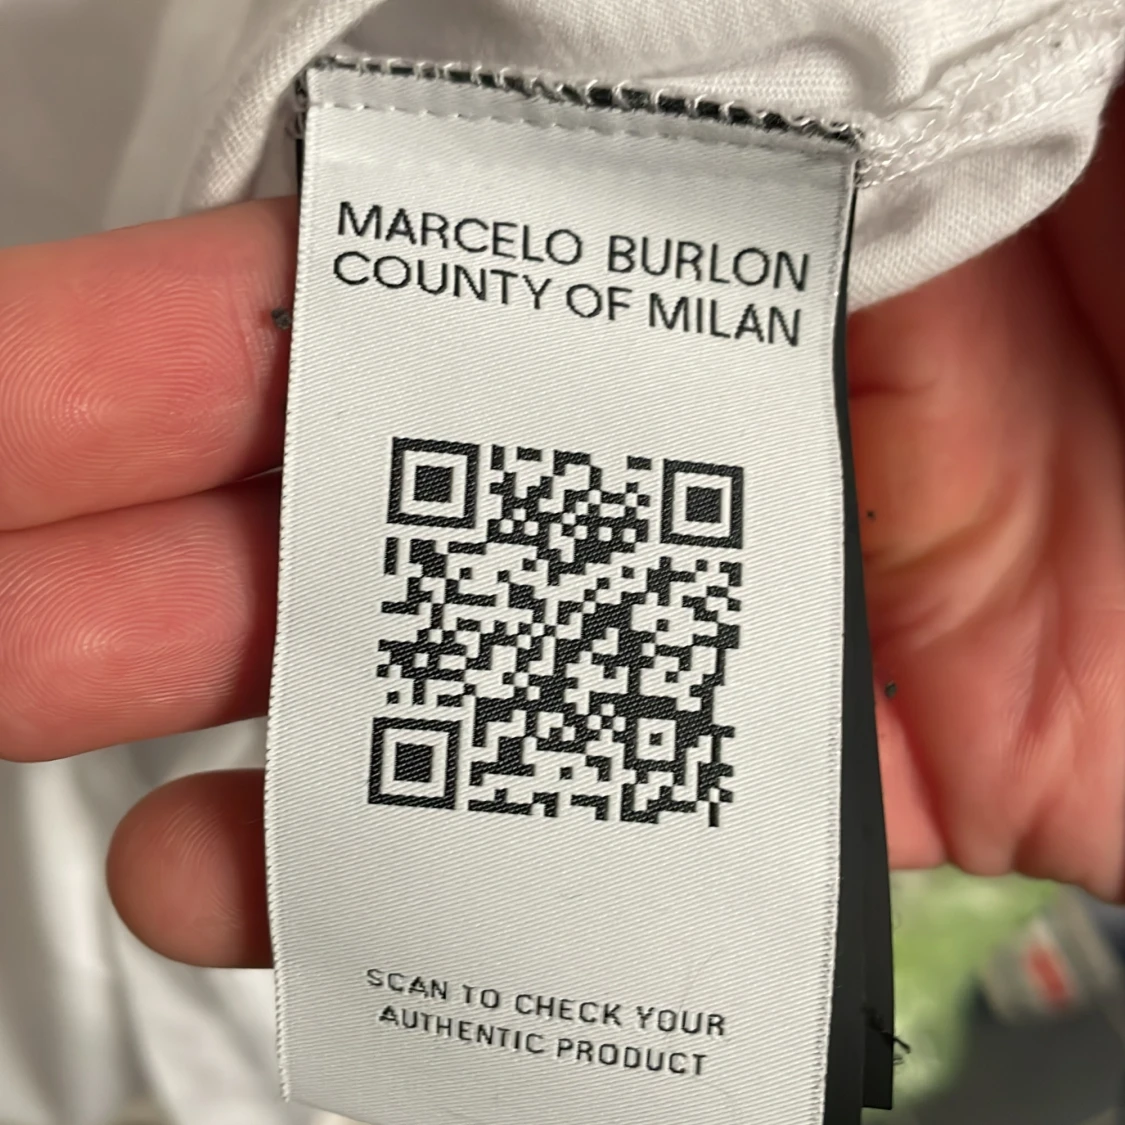 MARCELO BURLON
COUNTY OF MILAN
SCAN TO CHECK YOUR
AUTHENTIC PRODUCT